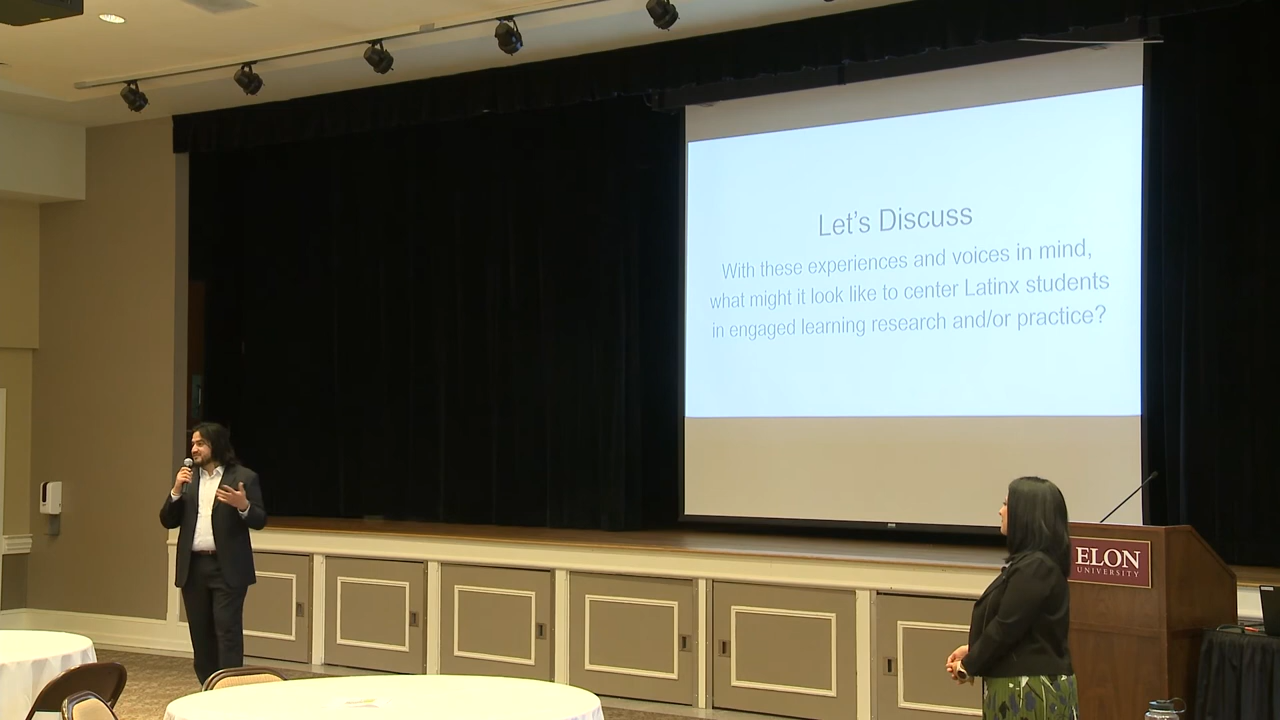 Let's Discuss
With these experiences and voices in mind,
what might it look like to center Latinx students
in engaged learning research and/or practice?
ELON
UNIVERSITY